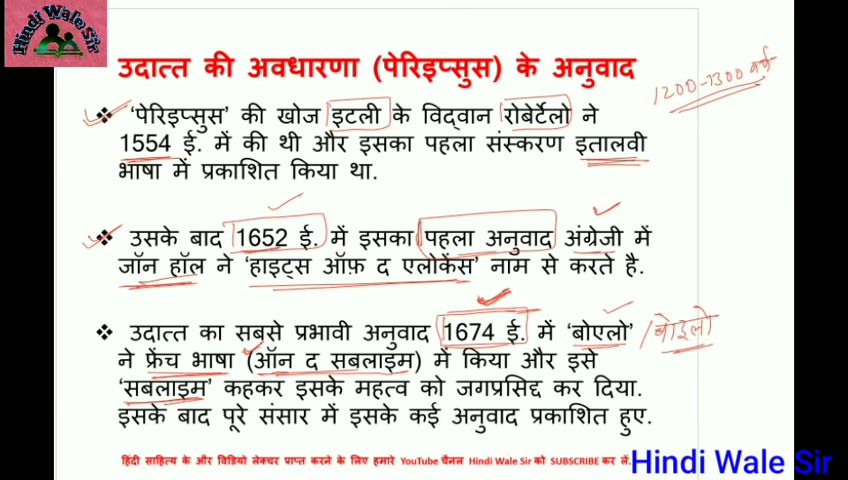 Hindi Wale Sir
उदात्त की अवधारणा (पेरिइप्सुस) के अनुवाद
1200-1300 वर्ष
❖ 'पेरिइप्सुस' की खोज इटली के विद्वान रोबेर्टेलो ने
1554 ई. में की थी और इसका पहला संस्करण इतालवी
भाषा में प्रकाशित किया था.
❖ उसके बाद 1652 ई. में इसका पहला अनुवाद अंग्रेजी में
जॉन हॉल ने 'हाइट्स ऑफ़ द एलोकेंस' नाम से करते है.
❖ उदात्त का सबसे प्रभावी अनुवाद 1674 ई. में 'बोएलो' / बोइलो
ने फ्रेंच भाषा (ऑन द सबलाइम) में किया और इसे
'सबलाइम' कहकर इसके महत्व को जगप्रसिद्द कर दिया.
इसके बाद पूरे संसार में इसके कई अनुवाद प्रकाशित हुए.
हिंदी साहित्य के और विडियो लेक्चर प्राप्त करने के लिए हमारे YouTube चैनल Hindi Wale Sir को SUBSCRIBE कर लें.
Hindi Wale Sir